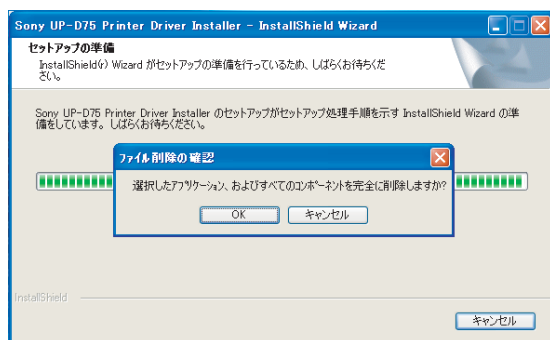 Sony UP-D75 Printer Driver Installer - InstallShield Wizard
セットアップの準備
InstallShield(r) Wizard がセットアップの準備を行っているため、しばらくお待ちくだ
さい。
Sony UP-D75 Printer Driver Installer のセットアップがセットアップ処理手順を示す InstallShield Wizard の準
備をしています。しばらくお待ちください。
ファイル削除の確認
選択したアプリケーション、およびすべてのコンポーネントを完全に削除しますか?
OK
キャンセル
InstallShield
キャンセル